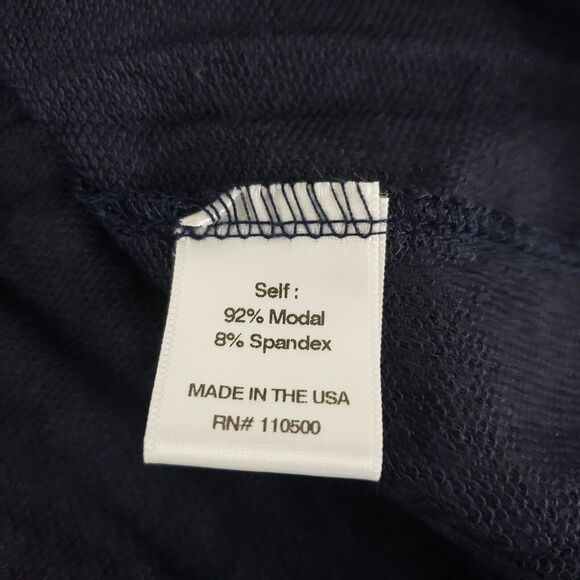 Self :
92% Modal
8% Spandex
MADE IN THE USA
RN# 110500